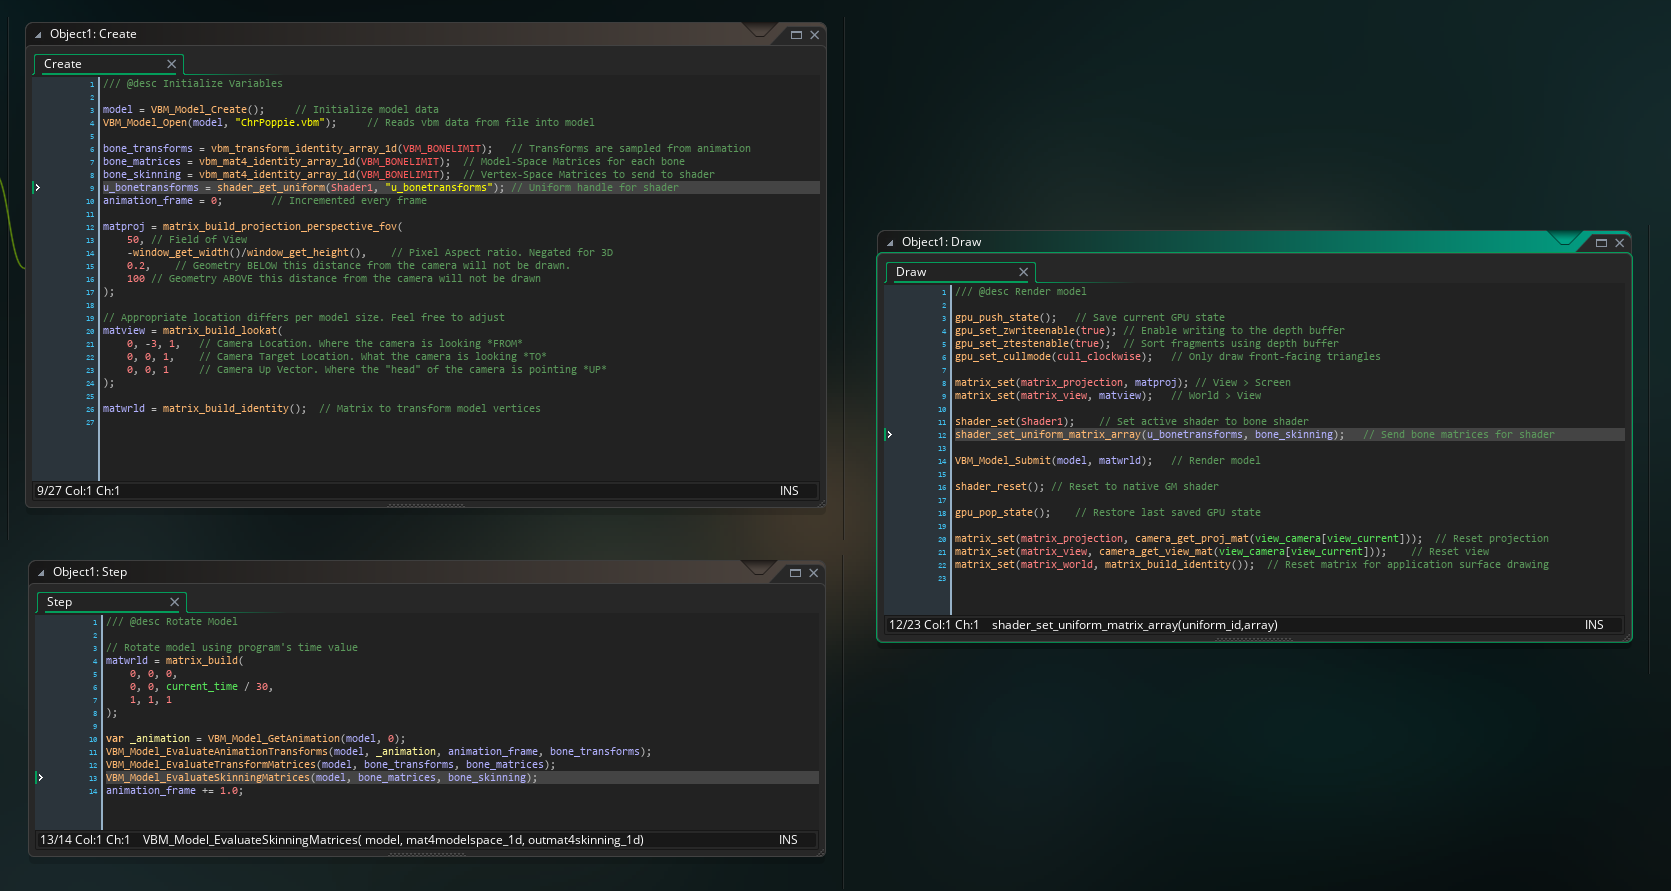 Object1: Create
Create
1 /// @desc Initialize Variables
2
3 model = VBM_Model_Create();     // Initialize model data
4 VBM_Model_Open(model, "ChrPoppie.vbm");     // Reads vbm data from file into model
5
6 bone_transforms = vbm_transform_identity_array_1d(VBM_BONELIMIT);   // Transforms are sampled from animation
7 bone_matrices = vbm_mat4_identity_array_1d(VBM_BONELIMIT);  // Model-Space Matrices for each bone
8 bone_skinning = vbm_mat4_identity_array_1d(VBM_BONELIMIT);  // Vertex-Space Matrices to send to shader
9 u_bonetransforms = shader_get_uniform(Shader1, "u_bonetransforms"); // Uniform handle for shader
10 animation_frame = 0;        // Incremented every frame
11
12 matproj = matrix_build_projection_perspective_fov(
13     50, // Field of View
14     -window_get_width()/window_get_height(),     // Pixel Aspect ratio. Negated for 3D
15     0.2,     // Geometry BELOW this distance from the camera will not be drawn.
16     100 // Geometry ABOVE this distance from the camera will not be drawn
17 );
18
19 // Appropriate location differs per model size. Feel free to adjust
20 matview = matrix_build_lookat(
21     0, -3, 1,   // Camera Location. Where the camera is looking *FROM*
22     0, 0, 1,    // Camera Target Location. What the camera is looking *TO*
23     0, 0, 1     // Camera Up Vector. Where the "head" of the camera is pointing *UP*
24 );
25
26 matwrld = matrix_build_identity();  // Matrix to transform model vertices
27
9/27 Col:1 Ch:1 INS
Object1: Step
Step
1 /// @desc Rotate Model
2
3 // Rotate model using program's time value
4 matwrld = matrix_build(
5     0, 0, 0,
6     0, 0, current_time / 30,
7     1, 1, 1
8 );
9
10 var _animation = VBM_Model_GetAnimation(model, 0);
11 VBM_Model_EvaluateAnimationTransforms(model, _animation, animation_frame, bone_transforms);
12 VBM_Model_EvaluateTransformMatrices(model, bone_transforms, bone_matrices);
13 VBM_Model_EvaluateSkinningMatrices(model, bone_matrices, bone_skinning);
14 animation_frame += 1.0;
13/14 Col:1 Ch:1 VBM_Model_EvaluateSkinningMatrices( model, mat4modelspace_1d, outmat4skinning_1d) INS
Object1: Draw
Draw
1 /// @desc Render model
2
3 gpu_push_state();   // Save current GPU state
4 gpu_set_zwriteenable(true); // Enable writing to the depth buffer
5 gpu_set_ztestenable(true);  // Sort fragments using depth buffer
6 gpu_set_cullmode(cull_clockwise);   // Only draw front-facing triangles
7
8 matrix_set(matrix_projection, matproj); // View > Screen
9 matrix_set(matrix_view, matview);   // World > View
10
11 shader_set(Shader1);    // Set active shader to bone shader
12 shader_set_uniform_matrix_array(u_bonetransforms, bone_skinning);   // Send bone matrices for shader
13
14 VBM_Model_Submit(model, matwrld);   // Render model
15
16 shader_reset(); // Reset to native GM shader
17
18 gpu_pop_state();    // Restore last saved GPU state
19
20 matrix_set(matrix_projection, camera_get_proj_mat(view_camera[view_current]));  // Reset projection
21 matrix_set(matrix_view, camera_get_view_mat(view_camera[view_current]));    // Reset view
22 matrix_set(matrix_world, matrix_build_identity());  // Reset matrix for application surface drawing
23
12/23 Col:1 Ch:1 shader_set_uniform_matrix_array(uniform_id,array) INS